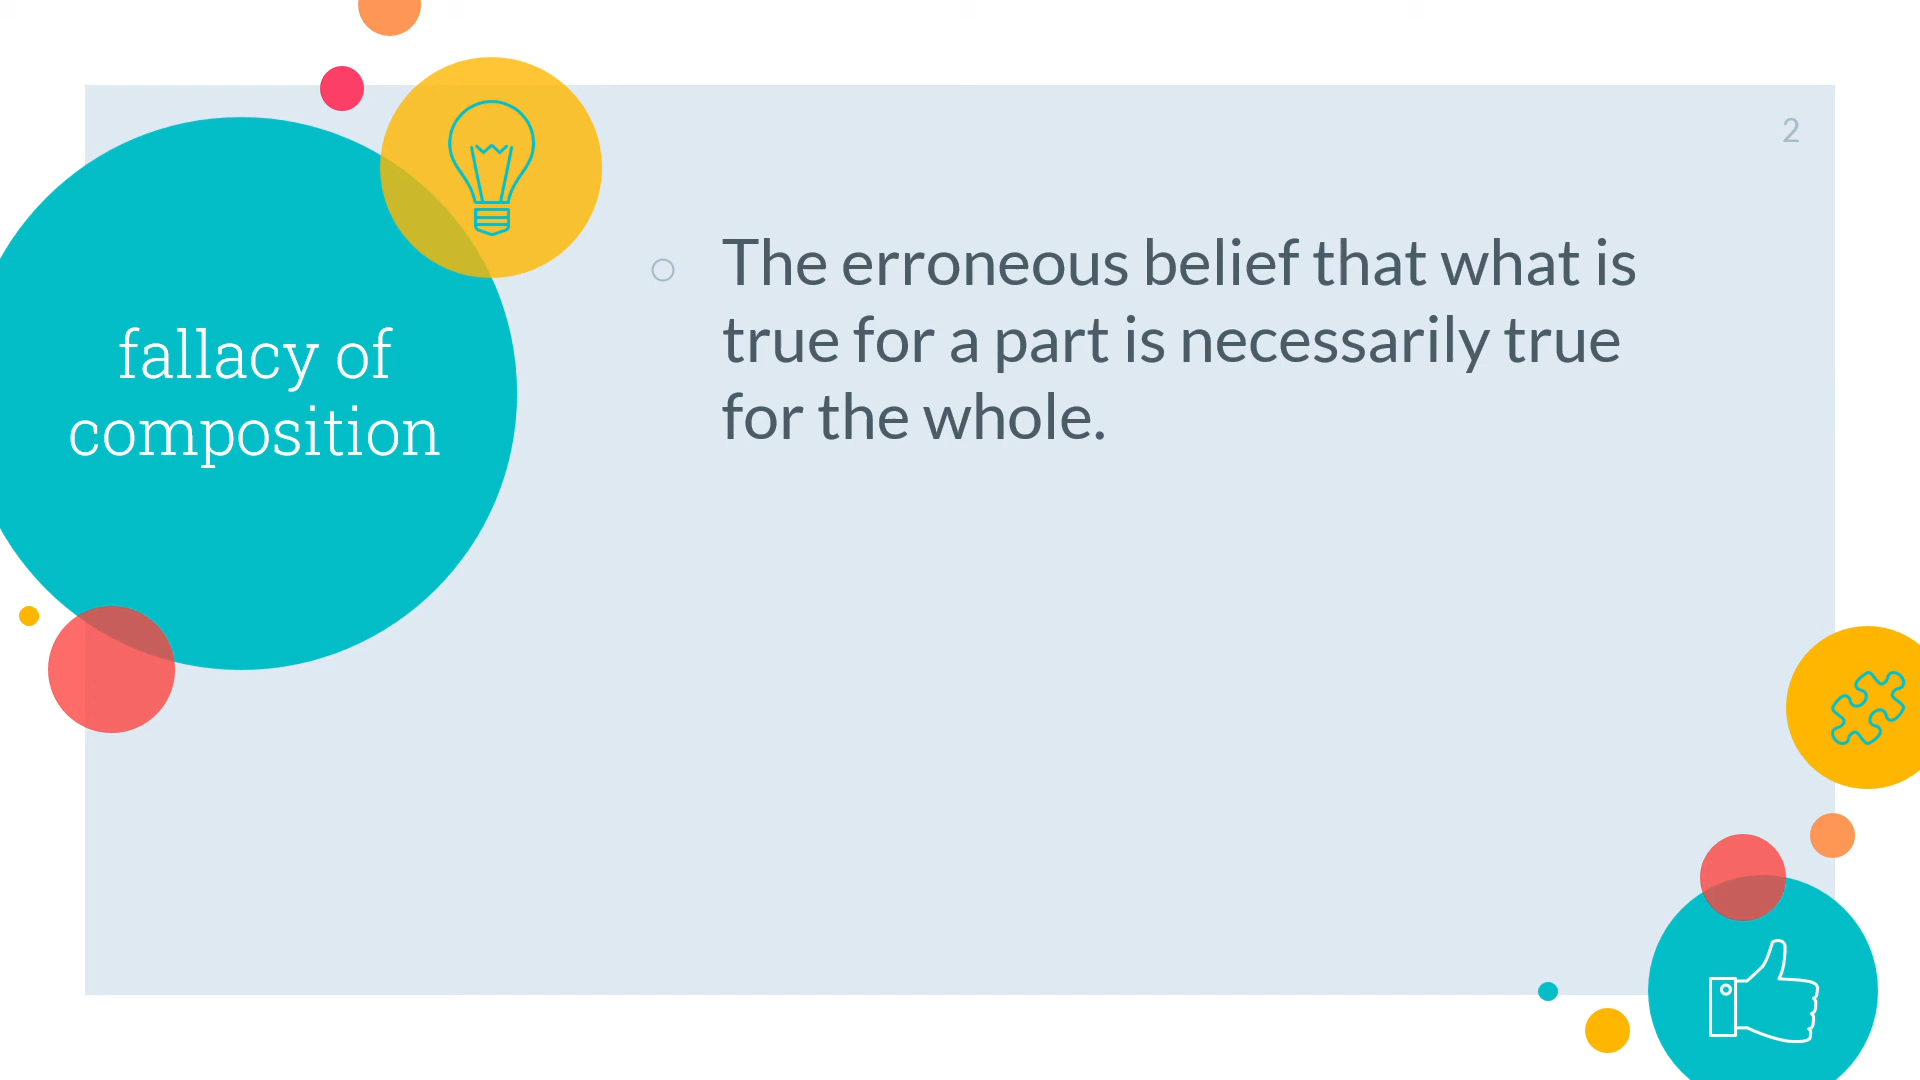 2
fallacy of
composition
The erroneous belief that what is
true for a part is necessarily true
for the whole.